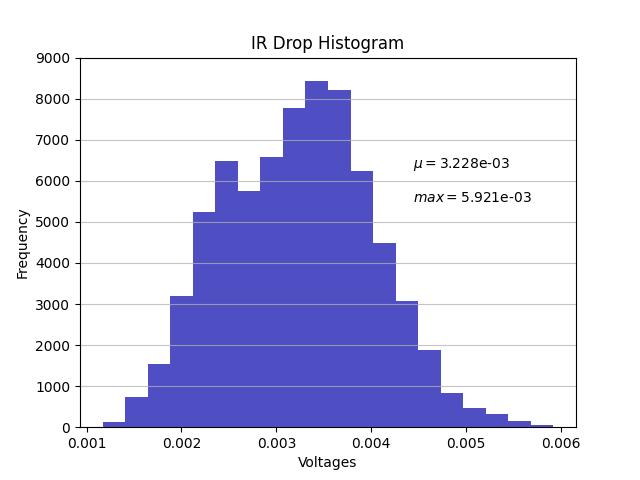 IR Drop Histogram
9000
8000
7000
6000
5000
4000
3000
2000
1000
0
Frequency
μ = 3.228e-03
max = 5.921e-03
0.001 0.002 0.003 0.004 0.005 0.006
Voltages